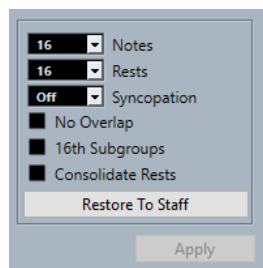 16 Notes
16 Rests
Off Syncopation
No Overlap
16th Subgroups
Consolidate Rests
Restore To Staff
Apply